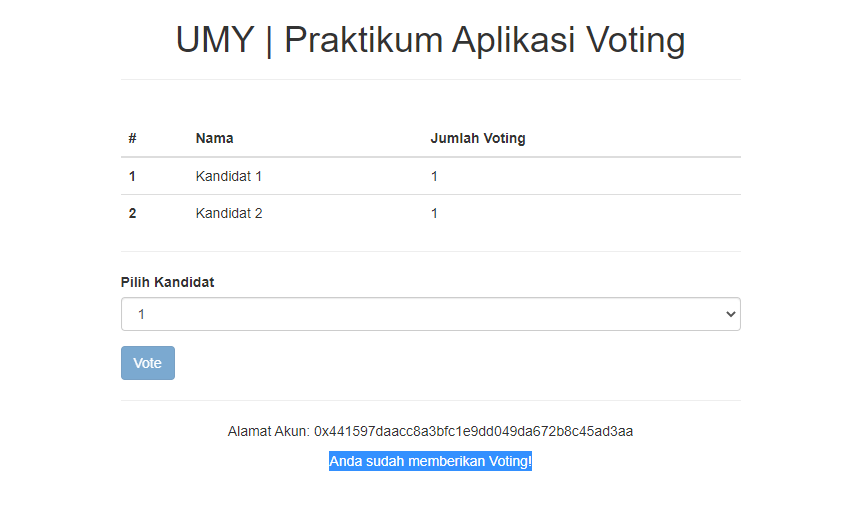 UMY | Praktikum Aplikasi Voting
# Nama Jumlah Voting
1 Kandidat 1 1
2 Kandidat 2 1
Pilih Kandidat
1
Vote
Alamat Akun: 0x441597daacc8a3bfc1e9dd049da672b8c45ad3aa
Anda sudah memberikan Voting!